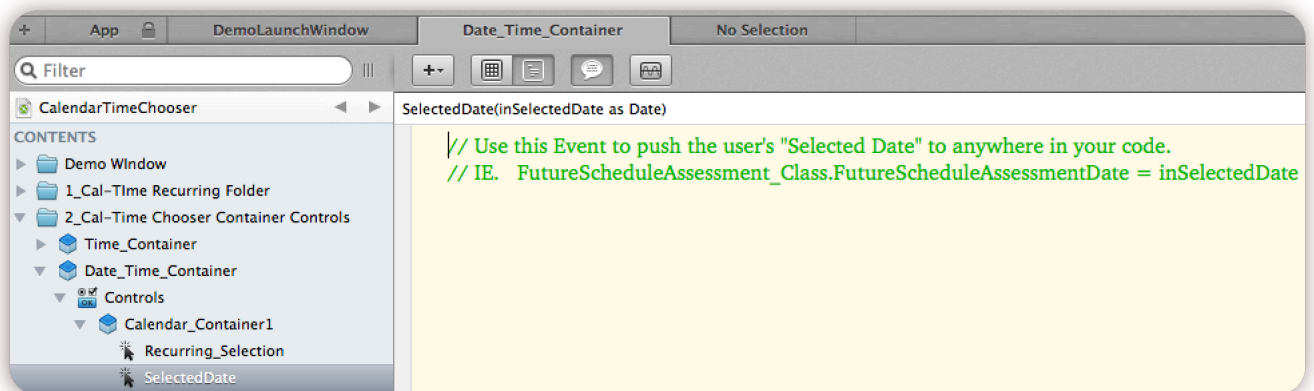 App
DemoLaunchWindow
Date_Time_Container
No Selection
Filter
CalendarTimeChooser
SelectedDate(inSelectedDate as Date)
CONTENTS
Demo WIndow
1_Cal-TIme Recurring Folder
2_Cal-Time Chooser Container Controls
Time_Container
Date_Time_Container
Controls
Calendar_Container1
Recurring_Selection
SelectedDate
// Use this Event to push the user's "Selected Date" to anywhere in your code.
// IE.   FutureScheduleAssessment_Class.FutureScheduleAssessmentDate = inSelectedDate